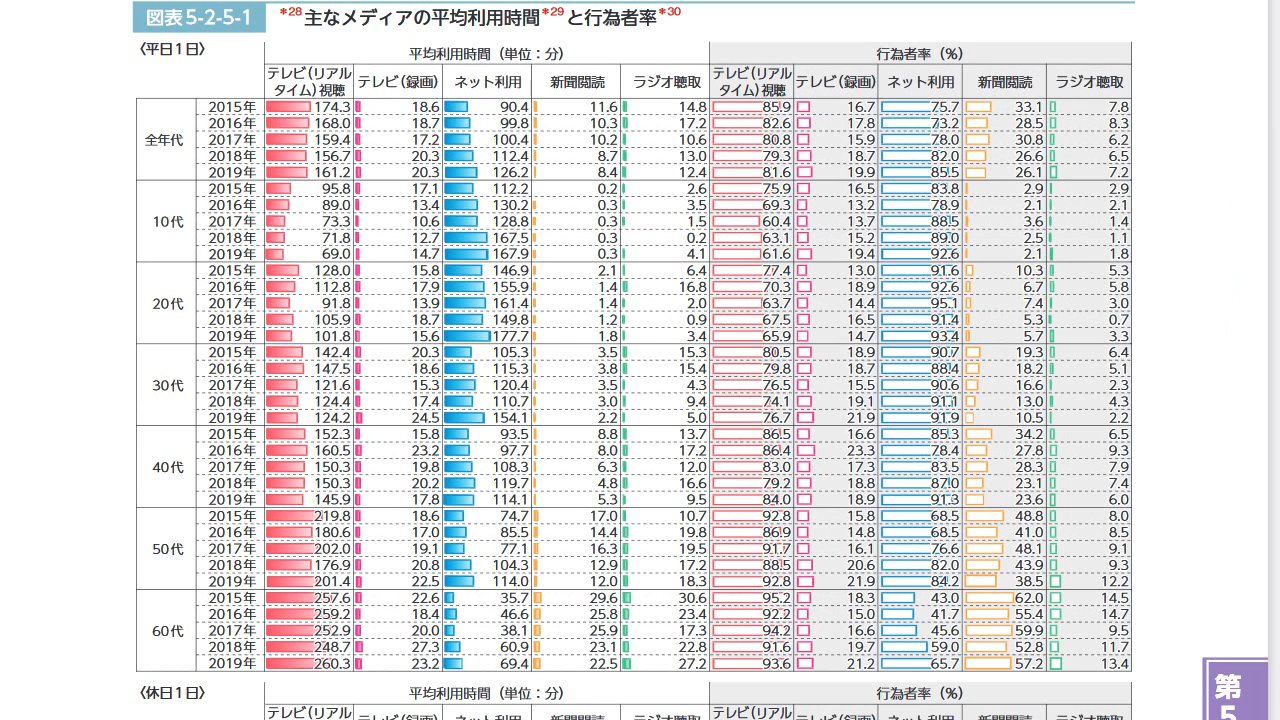 図表5-2-5-1 *28主なメディアの平均利用時間*29と行為者率*30
〈平日1日〉
平均利用時間（単位：分） 行為者率（%）
テレビ（リアルタイム）視聴 テレビ（録画） ネット利用 新聞閲読 ラジオ聴取 テレビ（リアルタイム）視聴 テレビ（録画） ネット利用 新聞閲読 ラジオ聴取
全年代
2015年 174.3 18.6 90.4 11.6 14.8 85.9 16.7 75.7 33.1 7.8
2016年 168.0 18.7 99.8 10.3 17.2 82.6 17.8 73.2 28.5 8.3
2017年 159.4 17.2 100.4 10.2 10.6 80.8 15.9 78.0 30.8 6.2
2018年 156.7 20.3 112.4 8.7 13.0 79.3 18.7 82.0 26.6 6.5
2019年 161.2 20.3 126.2 8.4 12.4 81.6 19.9 85.5 26.1 7.2
10代
2015年 95.8 17.1 112.2 0.2 2.6 75.9 16.5 83.8 2.9 2.9
2016年 89.0 13.4 130.2 0.3 3.5 69.3 13.2 78.9 2.1 2.1
2017年 73.3 10.6 128.8 0.3 1.5 60.4 13.7 88.5 3.6 1.4
2018年 71.8 12.7 167.5 0.3 0.2 63.1 15.2 89.0 2.5 1.1
2019年 69.0 14.7 167.9 0.3 4.1 61.6 19.4 92.6 2.1 1.8
20代
2015年 128.0 15.8 146.9 2.1 6.4 77.4 13.0 91.6 10.3 5.3
2016年 112.8 17.9 155.9 1.4 16.8 70.3 18.9 92.6 6.7 5.8
2017年 91.8 13.9 161.4 1.4 2.0 63.7 14.4 95.1 7.4 3.0
2018年 105.9 18.7 149.8 1.2 0.9 67.5 16.5 91.4 5.3 0.7
2019年 101.8 15.6 177.7 1.8 3.4 65.9 14.7 93.4 5.7 3.3
30代
2015年 142.4 20.3 105.3 3.5 15.3 80.5 18.9 90.7 19.3 6.4
2016年 147.5 18.6 115.3 3.8 15.4 79.8 18.7 88.4 18.2 5.1
2017年 121.6 15.3 120.4 3.5 4.3 76.5 15.5 90.6 16.6 2.3
2018年 124.4 17.4 110.7 3.0 9.4 74.1 19.1 91.1 13.0 4.3
2019年 124.2 24.5 154.1 2.2 5.0 76.7 21.9 91.9 10.5 2.2
40代
2015年 152.3 15.8 93.5 8.8 13.7 86.5 16.6 85.3 34.2 6.5
2016年 160.5 23.2 97.7 8.0 17.2 86.4 23.3 78.4 27.8 9.3
2017年 150.3 19.8 108.3 6.3 12.0 83.0 17.3 83.5 28.3 7.9
2018年 150.3 20.2 119.7 4.8 16.6 79.2 18.8 87.0 23.1 7.4
2019年 145.9 17.8 114.1 5.3 9.5 84.0 18.9 91.3 23.6 6.0
50代
2015年 219.8 18.6 74.7 17.0 10.7 92.8 15.8 68.5 48.8 8.0
2016年 180.6 17.0 85.5 14.4 19.8 86.9 14.8 68.5 41.0 8.5
2017年 202.0 19.1 77.1 16.3 19.5 91.7 16.1 76.6 48.1 9.1
2018年 176.9 20.8 104.3 12.9 17.2 88.5 20.6 82.0 43.9 9.3
2019年 201.4 22.5 114.0 12.0 18.3 92.8 21.9 84.2 38.5 12.2
60代
2015年 257.6 22.6 35.7 29.6 30.6 95.2 18.3 43.0 62.0 14.5
2016年 259.2 18.4 46.6 25.8 23.4 92.2 15.0 41.7 55.4 14.7
2017年 252.9 20.0 38.1 25.9 17.3 94.2 16.6 45.6 59.9 9.5
2018年 248.7 27.3 60.9 23.1 22.8 91.6 19.7 59.0 52.8 11.7
2019年 260.3 23.2 69.4 22.5 27.2 93.6 21.2 65.7 57.2 13.4
〈休日1日〉
平均利用時間（単位：分） 行為者率（%）
テレビ（リアル テレビ（録画） ネット利用 新聞閲読 ラジオ聴取 テレビ（リアル テレビ（録画） ネット利用 新聞閲読 ラジオ聴取
第
5